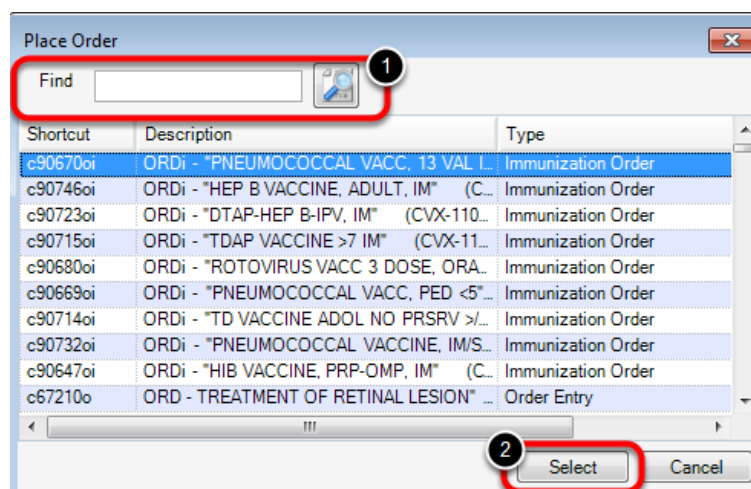 Place Order
1
Find
Shortcut Description Type
c90670oi ORDi - "PNEUMOCOCCAL VACC, 13 VAL I... Immunization Order
c90746oi ORDi - "HEP B VACCINE, ADULT, IM" (C... Immunization Order
c90723oi ORDi - "DTAP-HEP B-IPV, IM" (CVX-110... Immunization Order
c90715oi ORDi - "TDAP VACCINE >7 IM" (CVX-11... Immunization Order
c90680oi ORDi - "ROTOVIRUS VACC 3 DOSE, ORA... Immunization Order
c90669oi ORDi - "PNEUMOCOCCAL VACC, PED <5"... Immunization Order
c90714oi ORDi - "TD VACCINE ADOL NO PRSRV >/... Immunization Order
c90732oi ORDi - "PNEUMOCOCCAL VACCINE, IM/S... Immunization Order
c90647oi ORDi - "HIB VACCINE, PRP-OMP, IM" (C... Immunization Order
c67210o ORD - TREATMENT OF RETINAL LESION" ... Order Entry
2
Select Cancel